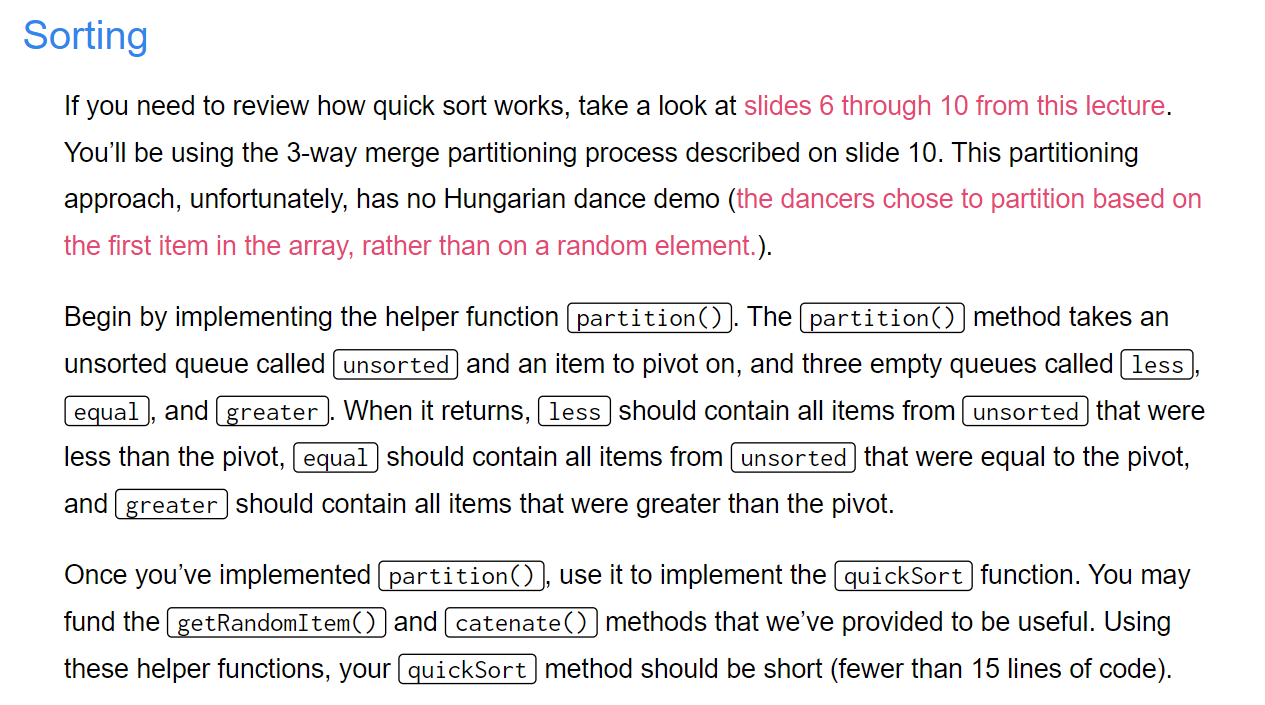 Sorting
If you need to review how quick sort works, take a look at slides 6 through 10 from this lecture.
You’ll be using the 3-way merge partitioning process described on slide 10. This partitioning
approach, unfortunately, has no Hungarian dance demo (the dancers chose to partition based on
the first item in the array, rather than on a random element.).
Begin by implementing the helper function partition(). The partition() method takes an
unsorted queue called unsorted and an item to pivot on, and three empty queues called less,
equal, and greater. When it returns, less should contain all items from unsorted that were
less than the pivot, equal should contain all items from unsorted that were equal to the pivot,
and greater should contain all items that were greater than the pivot.
Once you’ve implemented partition(), use it to implement the quickSort function. You may
fund the getRandomItem() and catenate() methods that we’ve provided to be useful. Using
these helper functions, your quickSort method should be short (fewer than 15 lines of code).